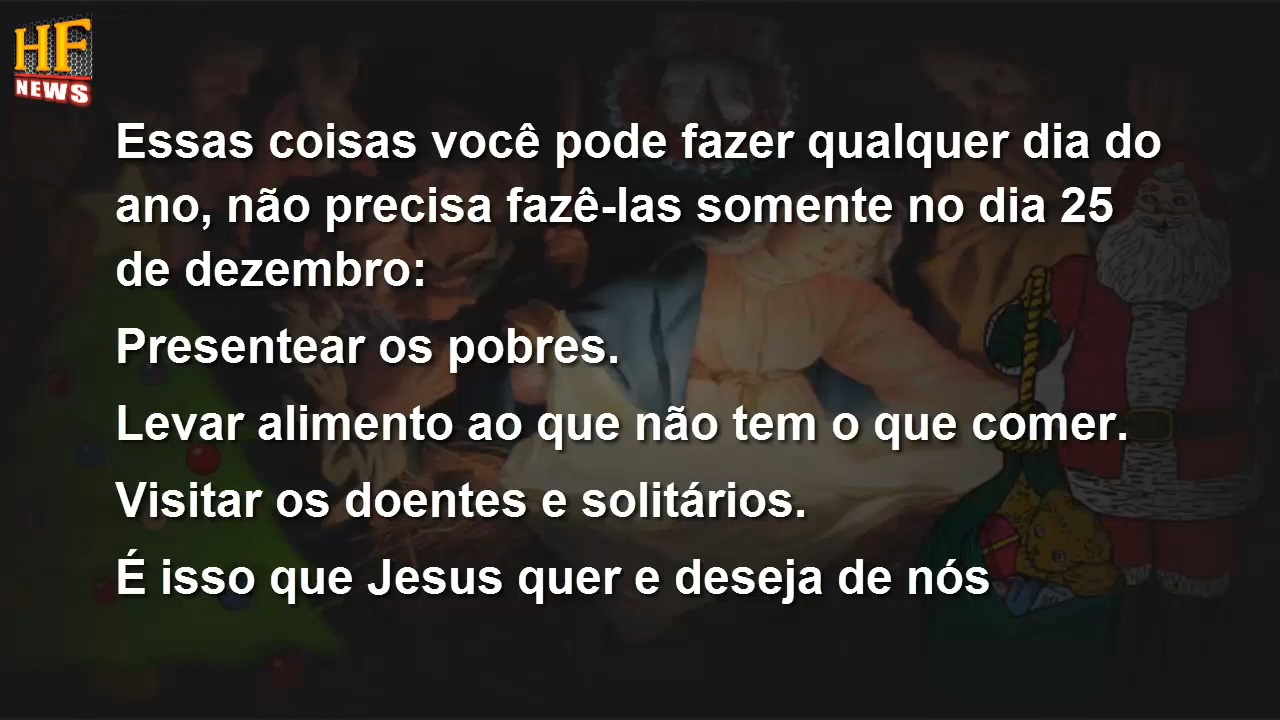 HF
NEWS
Essas coisas você pode fazer qualquer dia do
ano, não precisa fazê-las somente no dia 25
de dezembro:
Presentear os pobres.
Levar alimento ao que não tem o que comer.
Visitar os doentes e solitários.
É isso que Jesus quer e deseja de nós